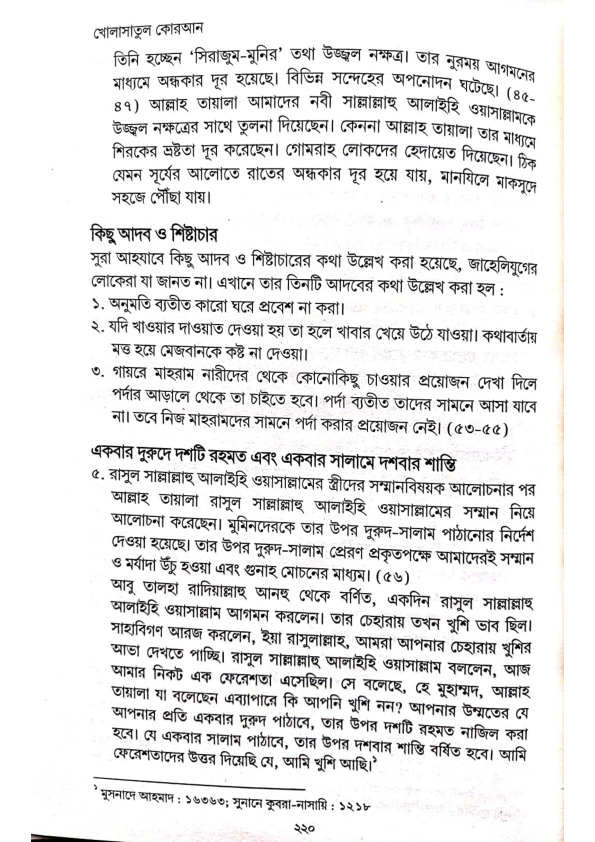 খোলাসাতুল কোরআন
তিনি হচ্ছেন ‘সিরাজুম-মুনির’ তথা উজ্জ্বল নক্ষত্র। তার নুরময় আগমনের
মাধ্যমে অন্ধকার দূর হয়েছে। বিভিন্ন সন্দেহের অপনোদন ঘটেছে। (৪৫-
৪৭) আল্লাহ তায়ালা আমাদের নবী সাল্লাল্লাহু আলাইহি ওয়াসাল্লামকে
উজ্জ্বল নক্ষত্রের সাথে তুলনা দিয়েছেন। কেননা আল্লাহ তায়ালা তার মাধ্যমে
শিরকের ভ্রষ্টতা দূর করেছেন। গোমরাহ লোকদের হেদায়েত দিয়েছেন। ঠিক
যেমন সূর্যের আলোতে রাতের অন্ধকার দূর হয়ে যায়, মানযিলে মাকসুদে
সহজে পৌঁছা যায়।
কিছু আদব ও শিষ্টাচার
সুরা আহযাবে কিছু আদব ও শিষ্টাচারের কথা উল্লেখ করা হয়েছে, জাহেলিযুগের
লোকেরা যা জানত না। এখানে তার তিনটি আদবের কথা উল্লেখ করা হল :
১. অনুমতি ব্যতীত কারো ঘরে প্রবেশ না করা।
২. যদি খাওয়ার দাওয়াত দেওয়া হয় তা হলে খাবার খেয়ে উঠে যাওয়া। কথাবার্তায়
মত্ত হয়ে মেজবানকে কষ্ট না দেওয়া।
৩. গায়রে মাহরাম নারীদের থেকে কোনোকিছু চাওয়ার প্রয়োজন দেখা দিলে
পর্দার আড়ালে থেকে তা চাইতে হবে। পর্দা ব্যতীত তাদের সামনে আসা যাবে
না। তবে নিজ মাহরামদের সামনে পর্দা করার প্রয়োজন নেই। (৫৩-৫৫)
একবার দুরুদে দশটি রহমত এবং একবার সালামে দশবার শান্তি
৫. রাসুল সাল্লাল্লাহু আলাইহি ওয়াসাল্লামের স্ত্রীদের সম্মানবিষয়ক আলোচনার পর
আল্লাহ তায়ালা রাসুল সাল্লাল্লাহু আলাইহি ওয়াসাল্লামের সম্মান নিয়ে
আলোচনা করেছেন। মুমিনদেরকে তার উপর দুরুদ-সালাম পাঠানোর নির্দেশ
দেওয়া হয়েছে। তার উপর দুরুদ-সালাম প্রেরণ প্রকৃতপক্ষে আমাদেরই সম্মান
ও মর্যাদা উঁচু হওয়া এবং গুনাহ মোচনের মাধ্যম। (৫৬)
আবু তালহা রাদিয়াল্লাহু আনহু থেকে বর্ণিত, একদিন রাসুল সাল্লাল্লাহু
আলাইহি ওয়াসাল্লাম আগমন করলেন। তার চেহারায় তখন খুশি ভাব ছিল।
সাহাবিগণ আরজ করলেন, ইয়া রাসুলাল্লাহ, আমরা আপনার চেহারায় খুশির
আভা দেখতে পাচ্ছি। রাসুল সাল্লাল্লাহু আলাইহি ওয়াসাল্লাম বললেন, আজ
আমার নিকট এক ফেরেশতা এসেছিল। সে বলেছে, হে মুহাম্মদ, আল্লাহ
তায়ালা যা বলেছেন এব্যাপারে কি আপনি খুশি নন? আপনার উম্মতের যে
আপনার প্রতি একবার দুরুদ পাঠাবে, তার উপর দশটি রহমত নাজিল করা
হবে। যে একবার সালাম পাঠাবে, তার উপর দশবার শান্তি বর্ষিত হবে। আমি
ফেরেশতাদের উত্তর দিয়েছি যে, আমি খুশি আছি।১
১ মুসনাদে আহমাদ : ১৬৩৬৩; সুনানে কুবরা-নাসায়ি : ১২১৮
২২০